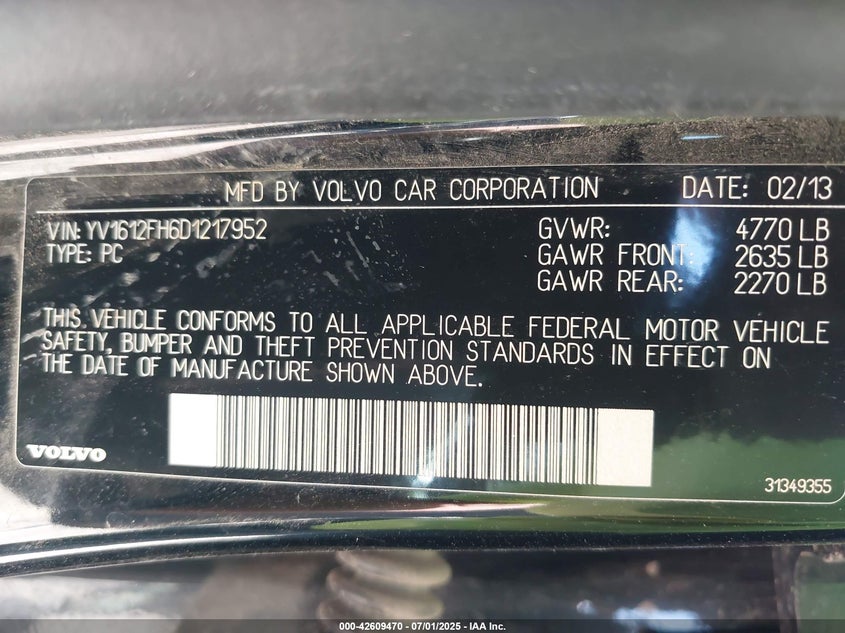 MFD BY VOLVO CAR CORPORATION DATE: 02/13
VIN: YV1612FH6D1217952 GVWR: 4770 LB
TYPE: PC GAWR FRONT: 2635 LB
GAWR REAR: 2270 LB
THIS VEHICLE CONFORMS TO ALL APPLICABLE FEDERAL MOTOR VEHICLE
SAFETY, BUMPER AND THEFT PREVENTION STANDARDS IN EFFECT ON
THE DATE OF MANUFACTURE SHOWN ABOVE.
VOLVO
31349355
000-42609470 - 07/01/2025 - IAA Inc.